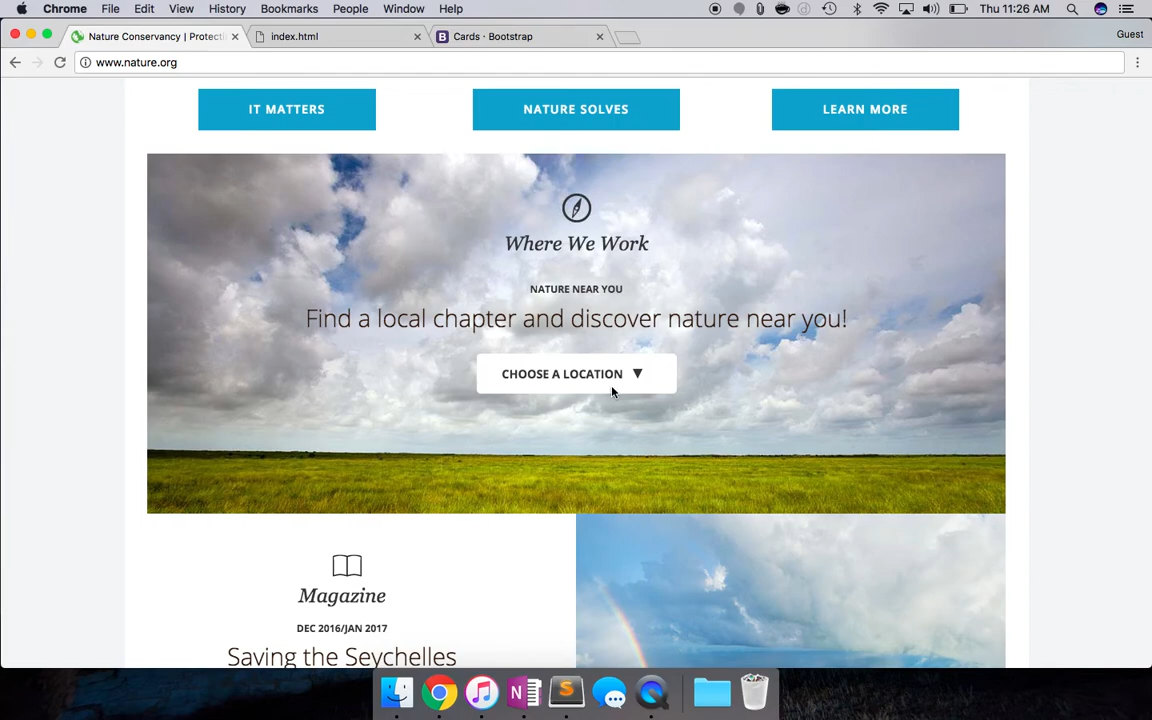 Chrome File Edit View History Bookmarks People Window Help Thu 11:26 AM
Nature Conservancy | Protecti index.html Cards · Bootstrap Guest
www.nature.org
IT MATTERS NATURE SOLVES LEARN MORE
Where We Work
NATURE NEAR YOU
Find a local chapter and discover nature near you!
CHOOSE A LOCATION ▼
Magazine
DEC 2016/JAN 2017
Saving the Seychelles